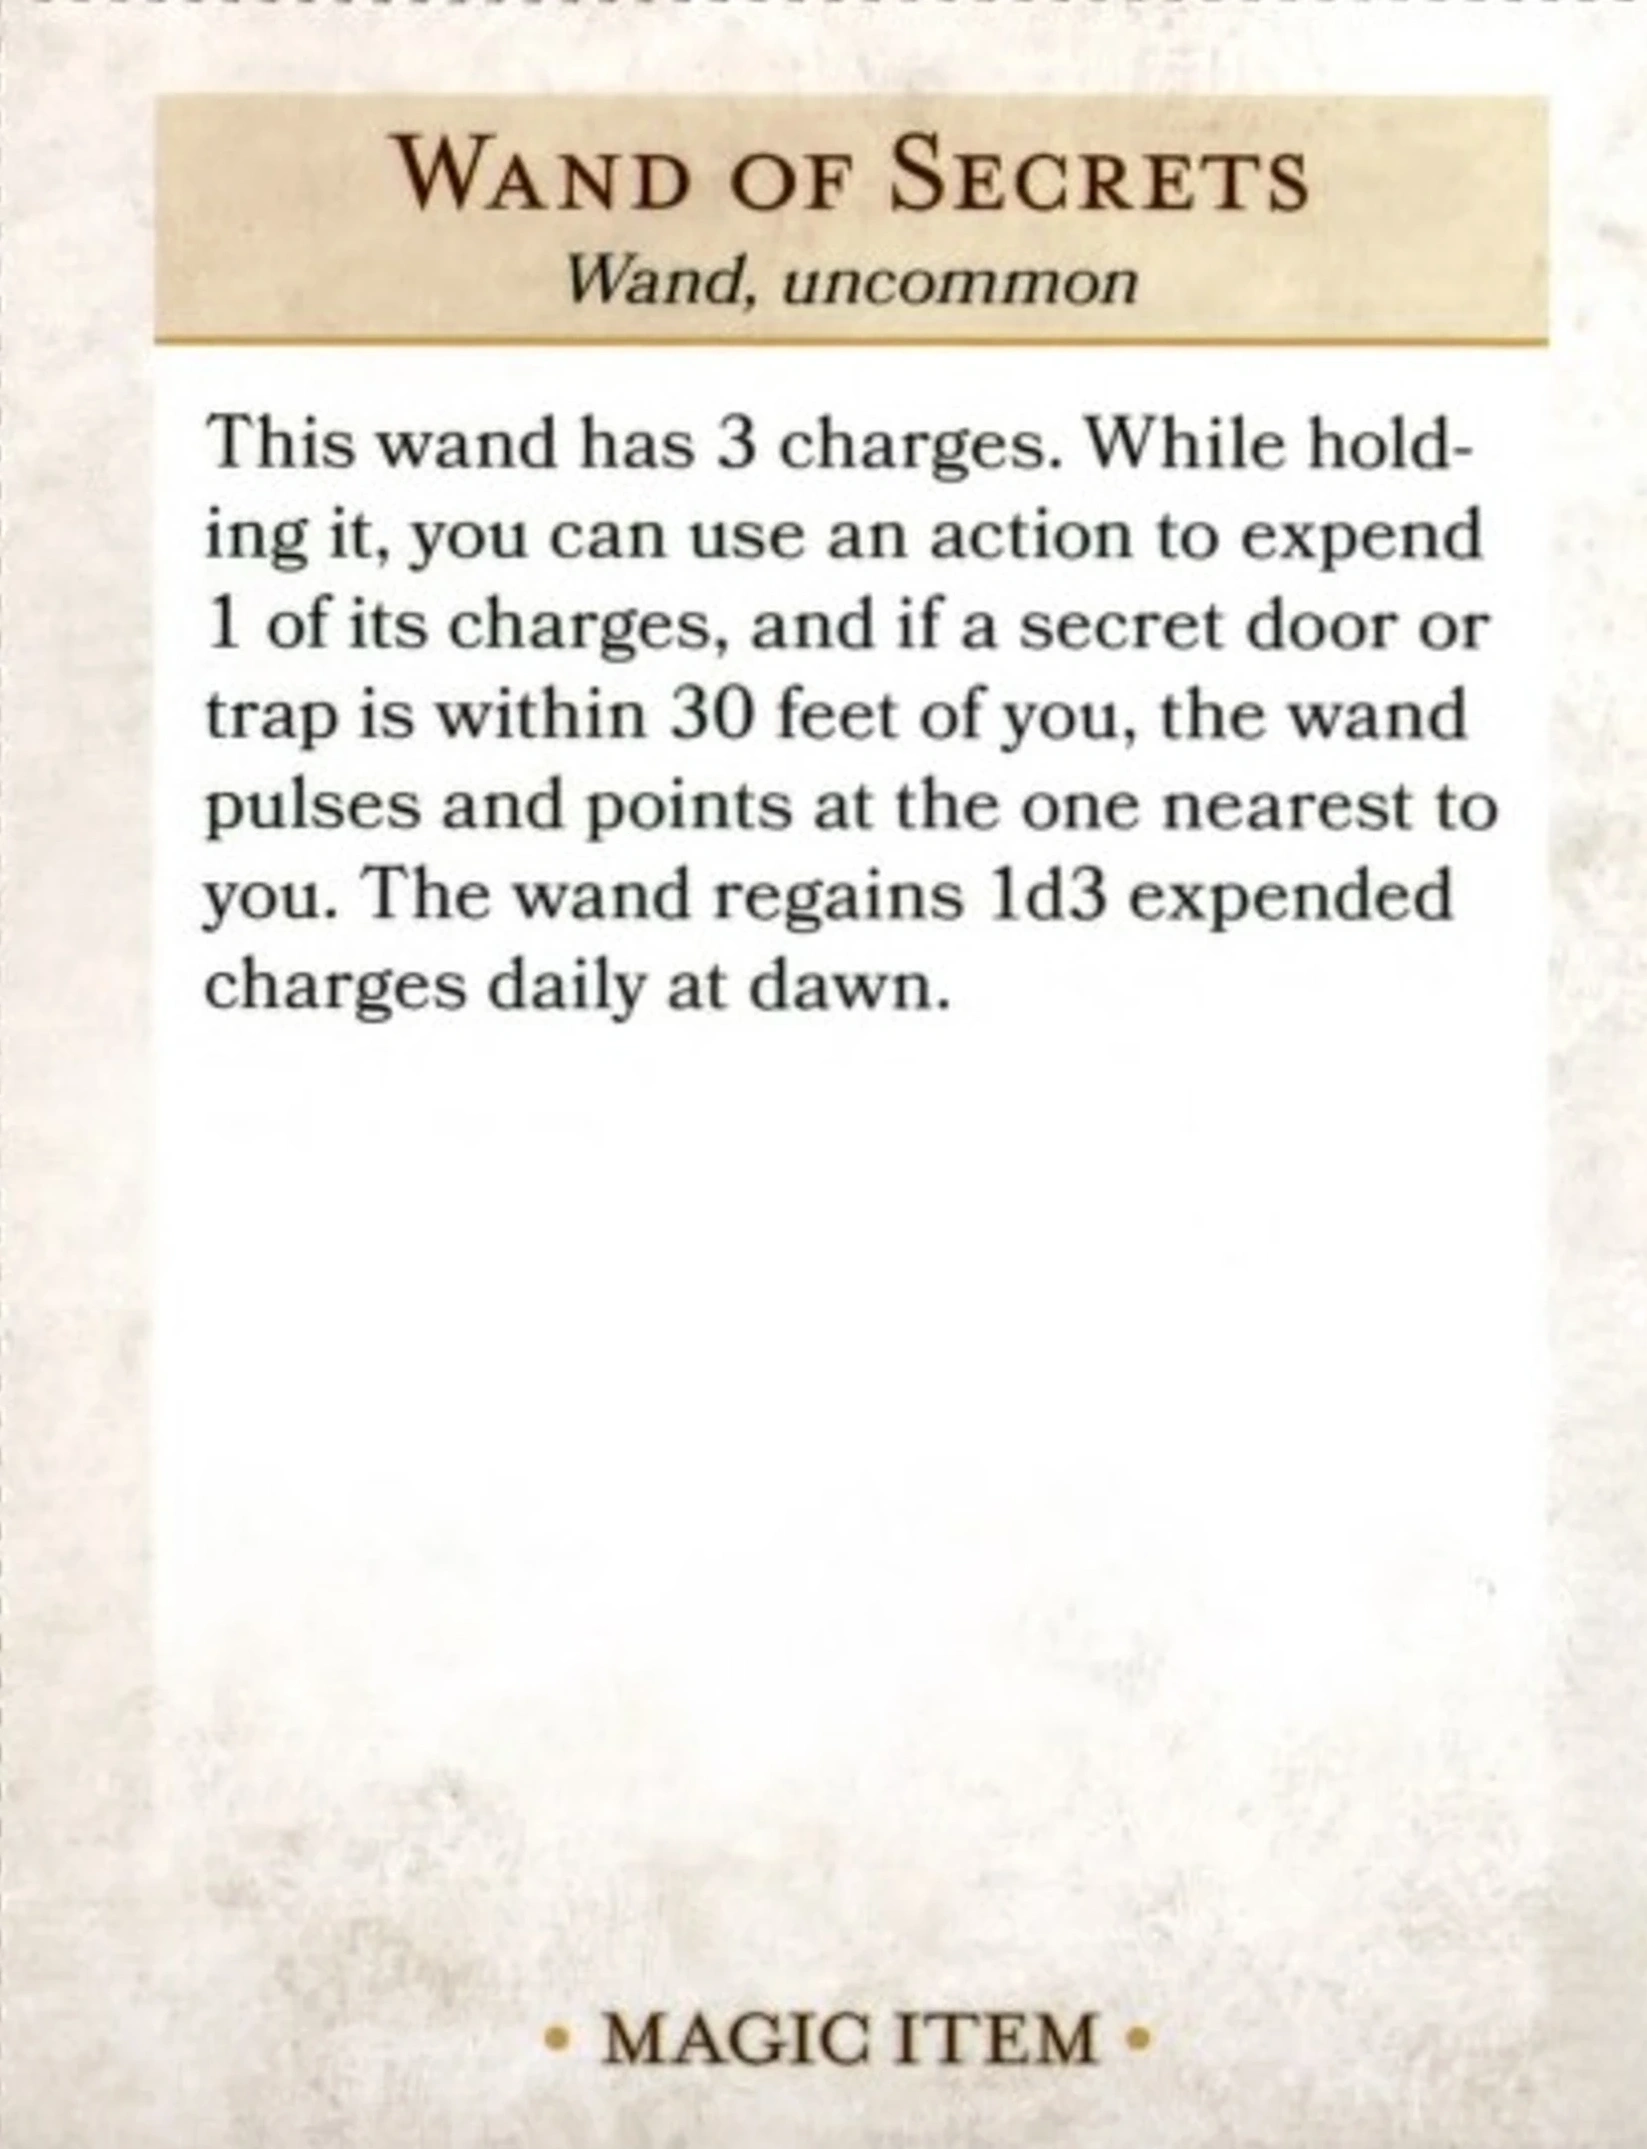 Wand of Secrets
Wand, uncommon
This wand has 3 charges. While hold-
ing it, you can use an action to expend
1 of its charges, and if a secret door or
trap is within 30 feet of you, the wand
pulses and points at the one nearest to
you. The wand regains 1d3 expended
charges daily at dawn.
• MAGIC ITEM •